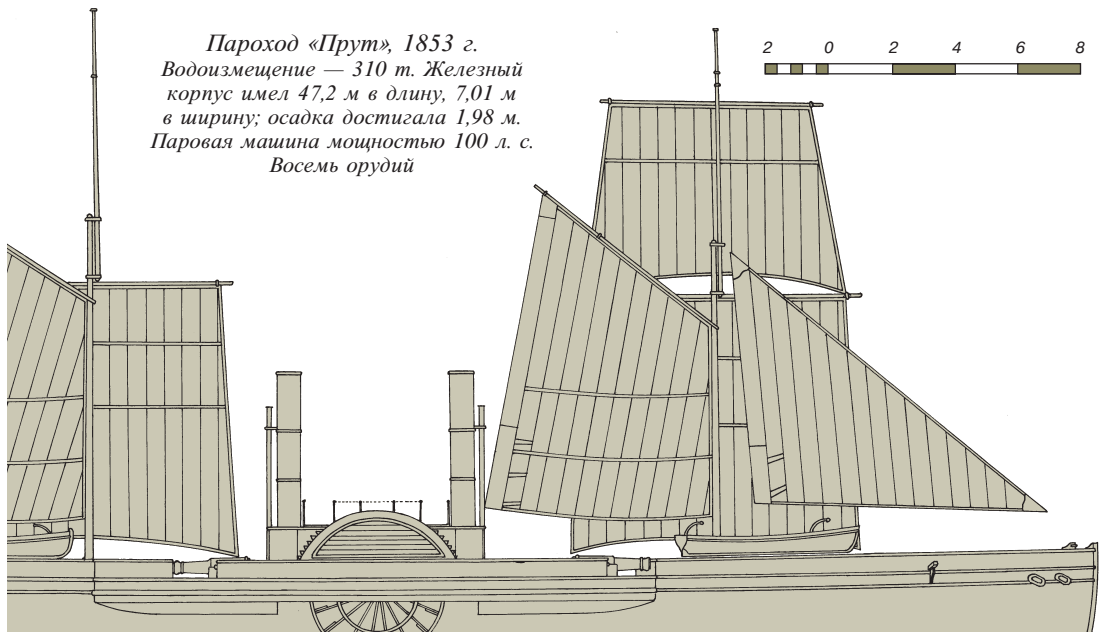 Пароход «Прут», 1853 г.
Водоизмещение — 310 т. Железный
корпус имел 47,2 м в длину, 7,01 м
в ширину; осадка достигала 1,98 м.
Паровая машина мощностью 100 л. с.
Восемь орудий
2 0 2 4 6 8